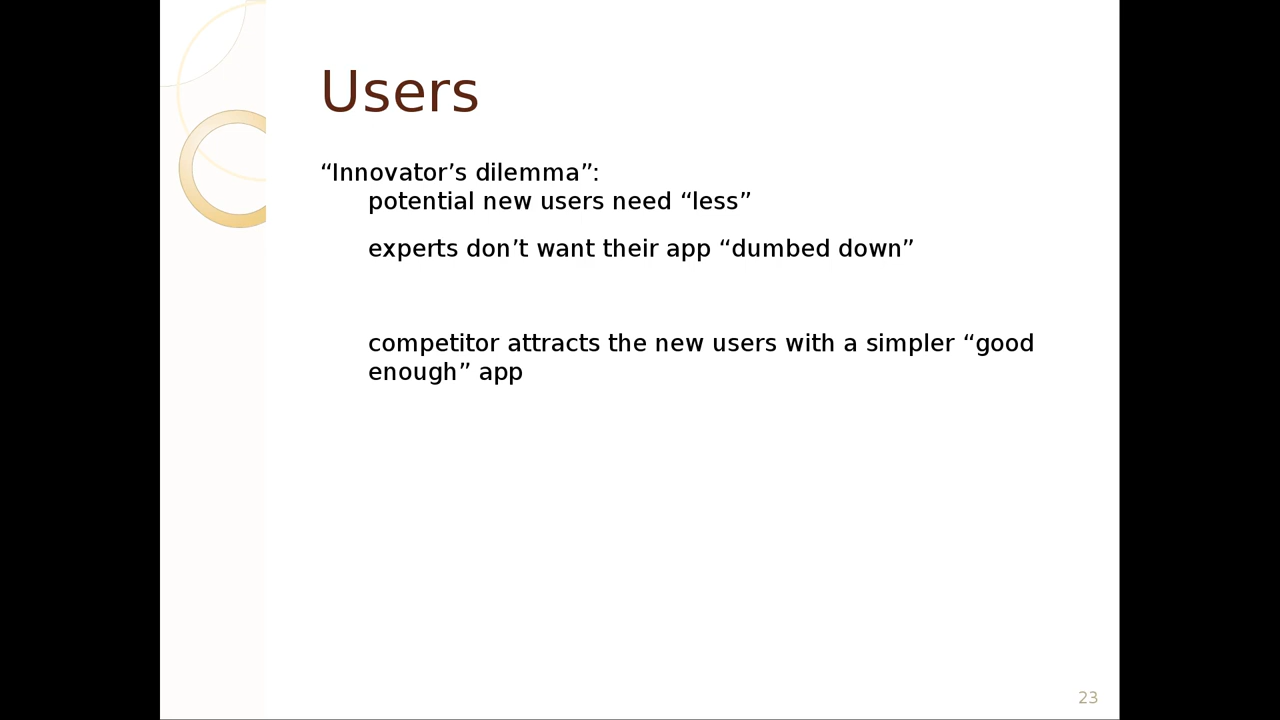 Users
“Innovator’s dilemma”:
potential new users need “less”
experts don’t want their app “dumbed down”
competitor attracts the new users with a simpler “good
enough” app
23